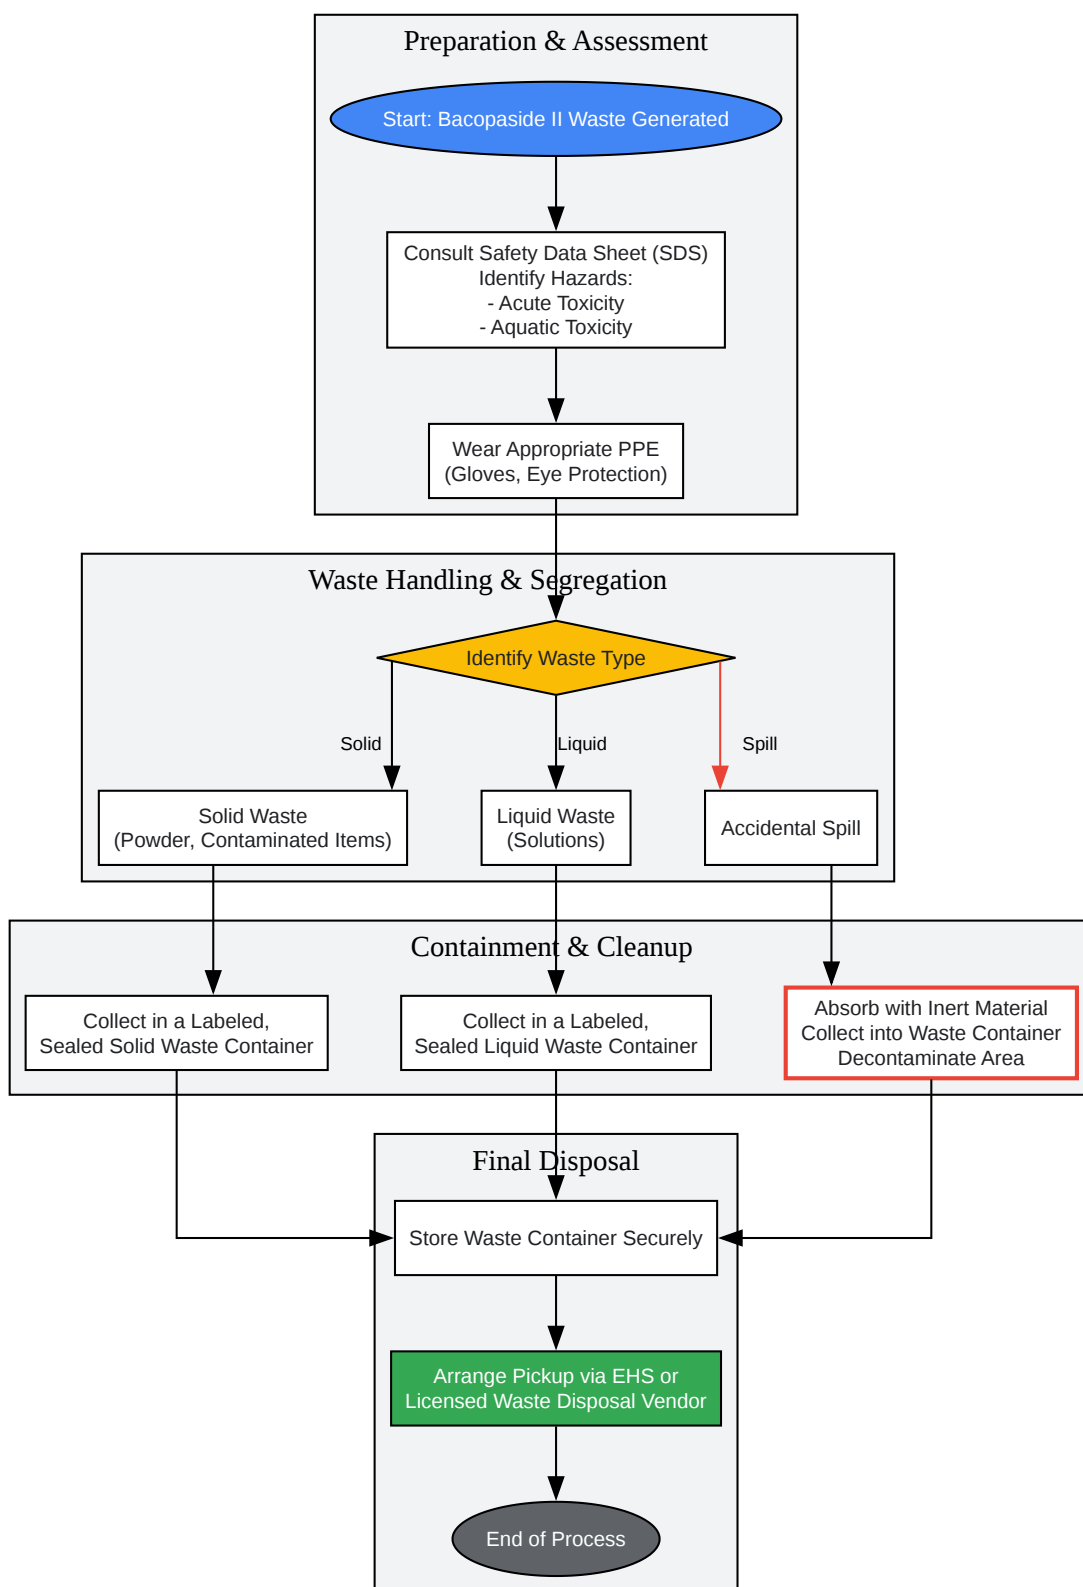 Preparation & Assessment
Start: Bacopaside II Waste Generated
Consult Safety Data Sheet (SDS)
Identify Hazards:
- Acute Toxicity
- Aquatic Toxicity
Wear Appropriate PPE
(Gloves, Eye Protection)
Waste Handling & Segregation
Identify Waste Type
Solid
Liquid
Spill
Solid Waste
(Powder, Contaminated Items)
Liquid Waste
(Solutions)
Accidental Spill
Containment & Cleanup
Collect in a Labeled,
Sealed Solid Waste Container
Collect in a Labeled,
Sealed Liquid Waste Container
Absorb with Inert Material
Collect into Waste Container
Decontaminate Area
Final Disposal
Store Waste Container Securely
Arrange Pickup via EHS or
Licensed Waste Disposal Vendor
End of Process